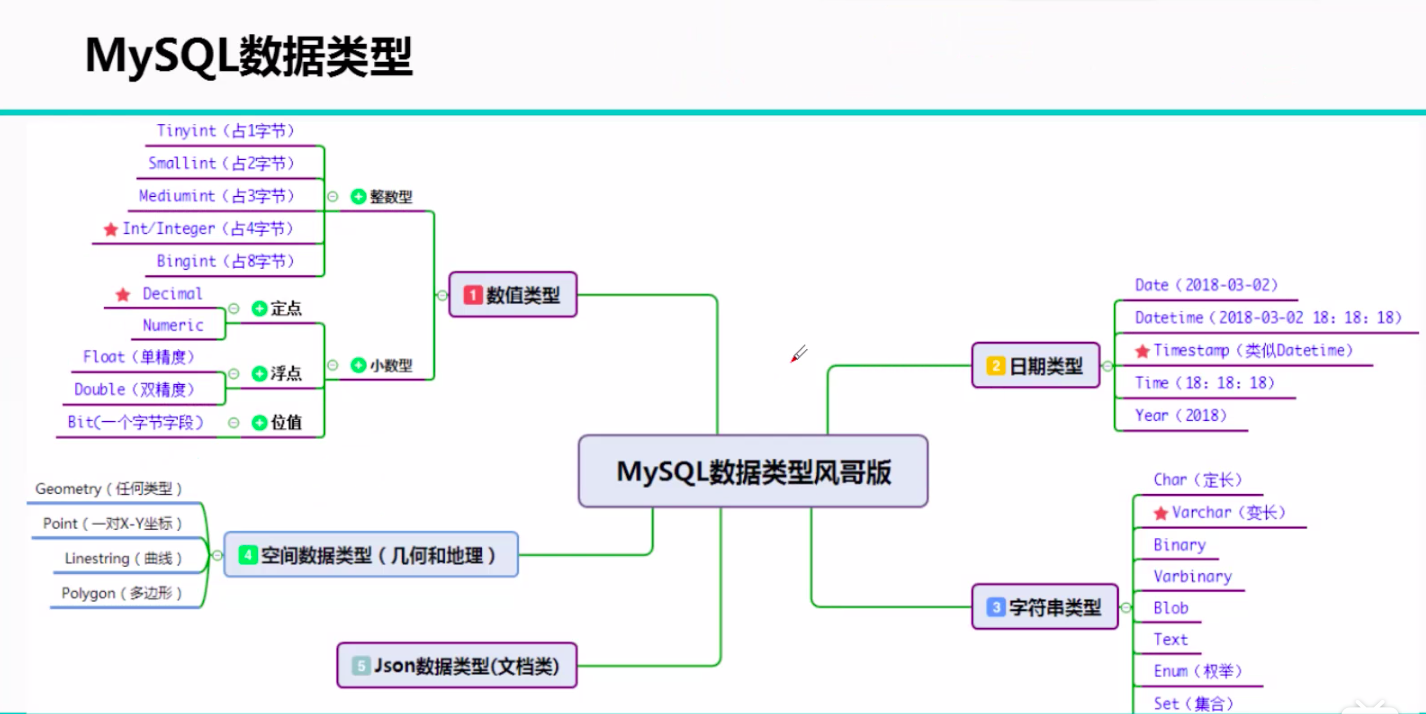 MySQL数据类型
Tinyint（占1字节）
Smallint（占2字节）
Mediumint（占3字节）
Int/Integer（占4字节）
Bingint（占8字节）
整数型
Decimal
Numeric
定点
Float（单精度）
Double（双精度）
浮点
Bit(一个字节字段）
位值
小数型
1 数值类型
Date（2018-03-02）
Datetime（2018-03-02 18：18：18）
Timestamp（类似Datetime）
Time（18：18：18）
Year（2018）
2 日期类型
MySQL数据类型风哥版
Geometry（任何类型）
Point（一对X-Y坐标）
Linestring（曲线）
Polygon（多边形）
4 空间数据类型（几何和地理）
Char（定长）
Varchar（变长）
Binary
Varbinary
Blob
Text
Enum（权举）
Set（集合）
3 字符串类型
5 Json数据类型(文档类)